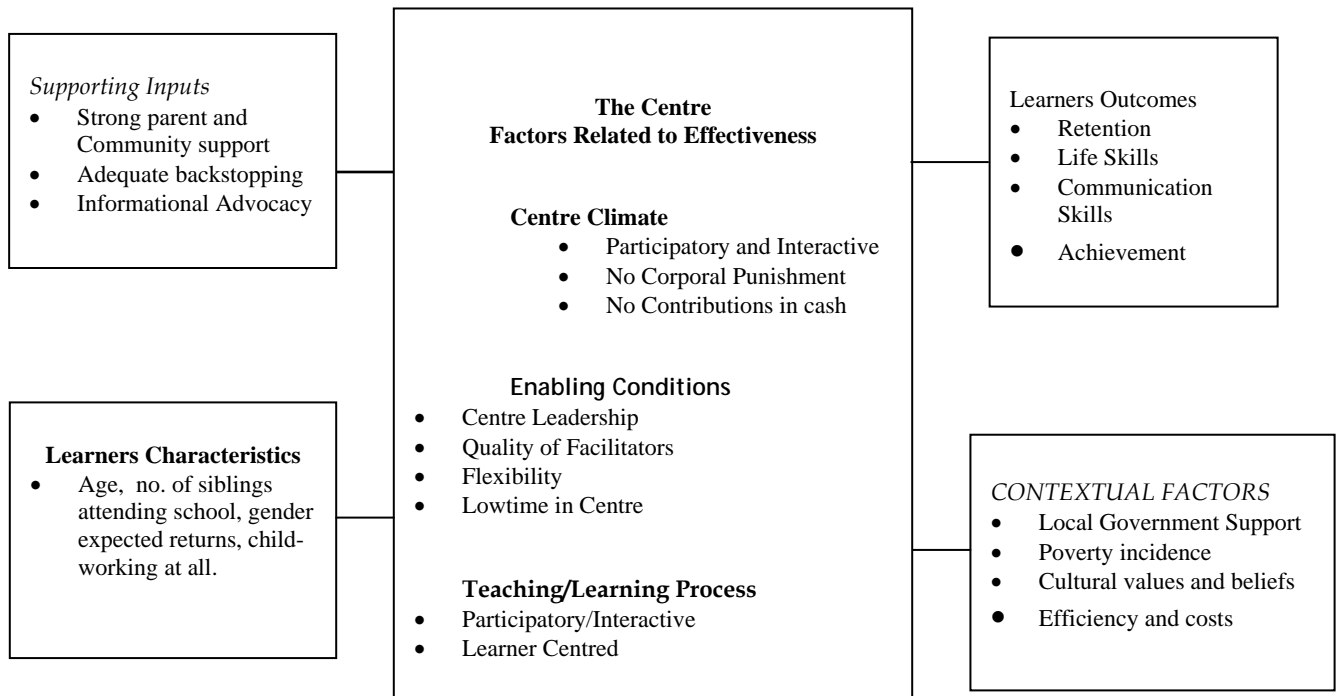 Supporting Inputs
• Strong parent and
Community support
• Adequate backstopping
• Informational Advocacy
Learners Characteristics
• Age, no. of siblings
attending school, gender
expected returns, child-
working at all.
The Centre
Factors Related to Effectiveness
Centre Climate
• Participatory and Interactive
• No Corporal Punishment
• No Contributions in cash
Enabling Conditions
• Centre Leadership
• Quality of Facilitators
• Flexibility
• Lowtime in Centre
Teaching/Learning Process
• Participatory/Interactive
• Learner Centred
Learners Outcomes
• Retention
• Life Skills
• Communication
Skills
• Achievement
CONTEXTUAL FACTORS
• Local Government Support
• Poverty incidence
• Cultural values and beliefs
• Efficiency and costs